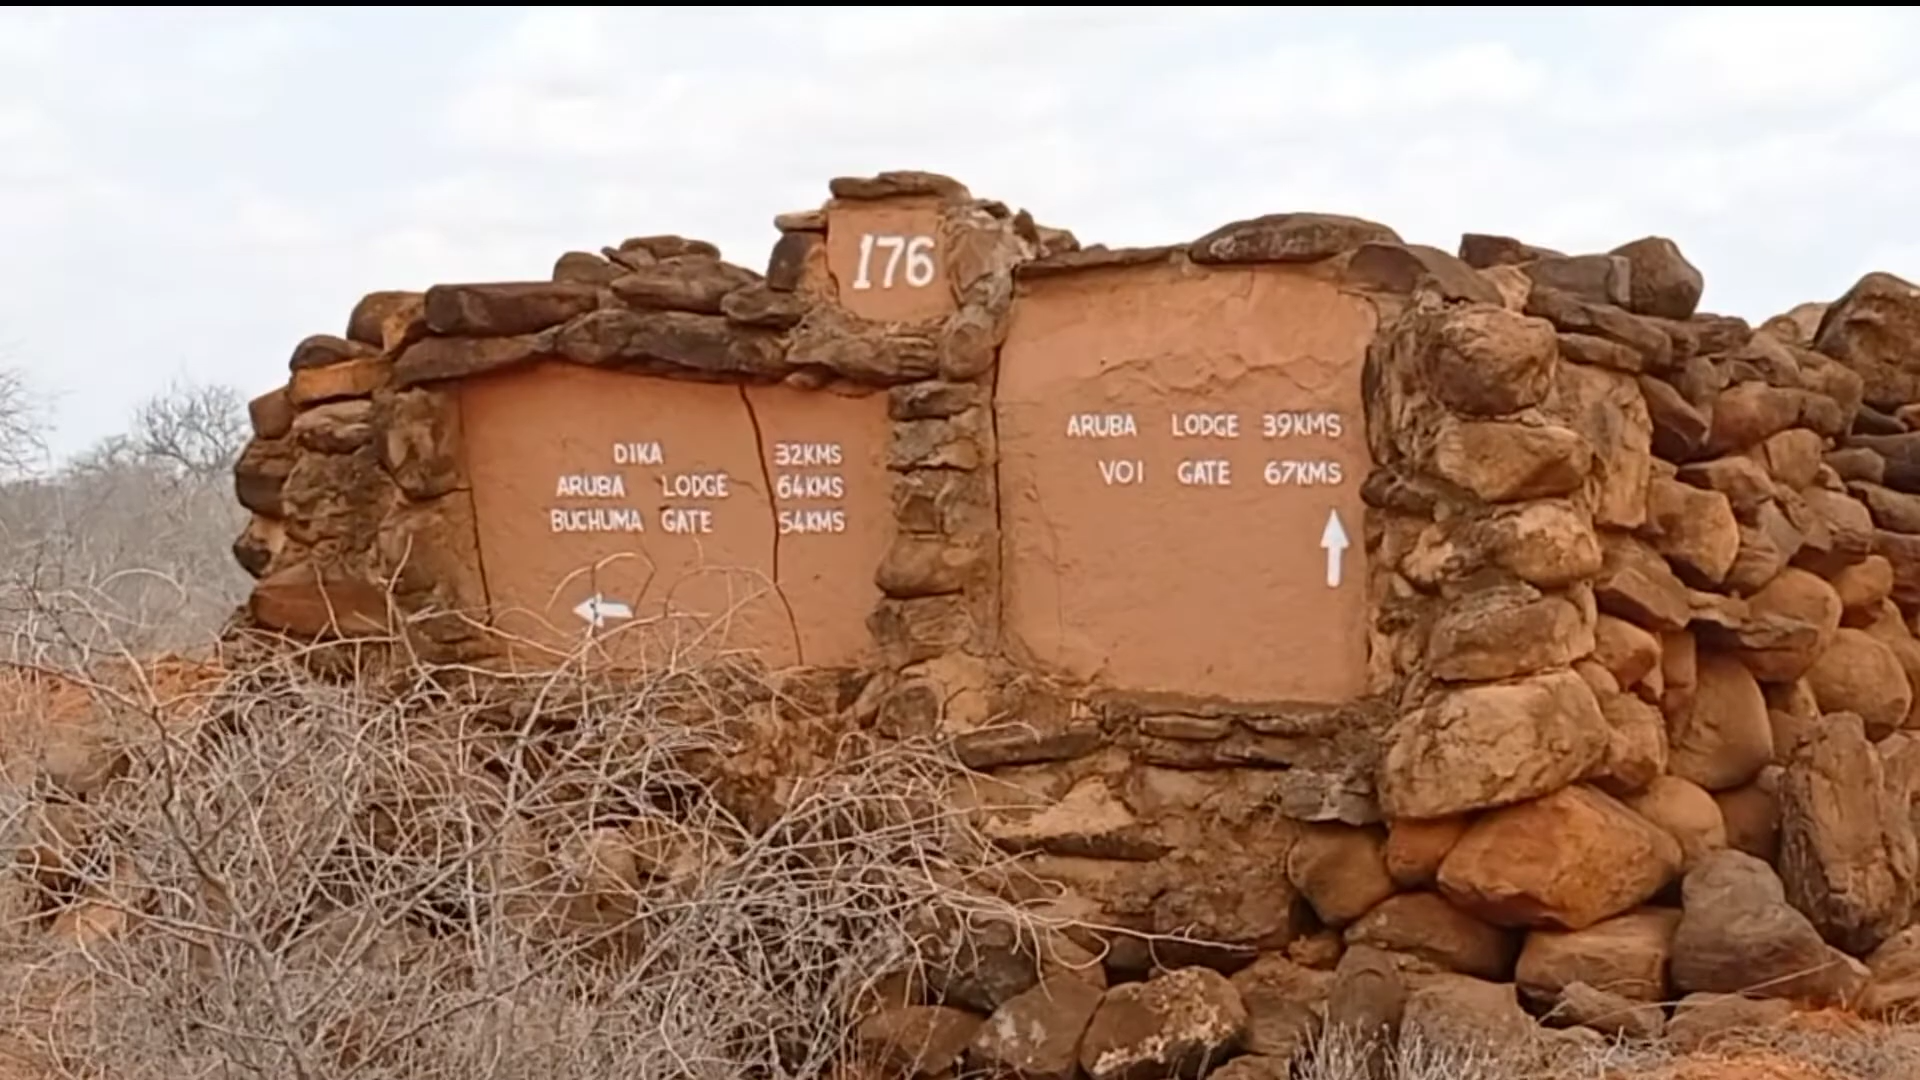 176
DIKA 32KMS
ARUBA LODGE 64KMS
BUCHUMA GATE 54KMS
ARUBA LODGE 39KMS
VOI GATE 67KMS